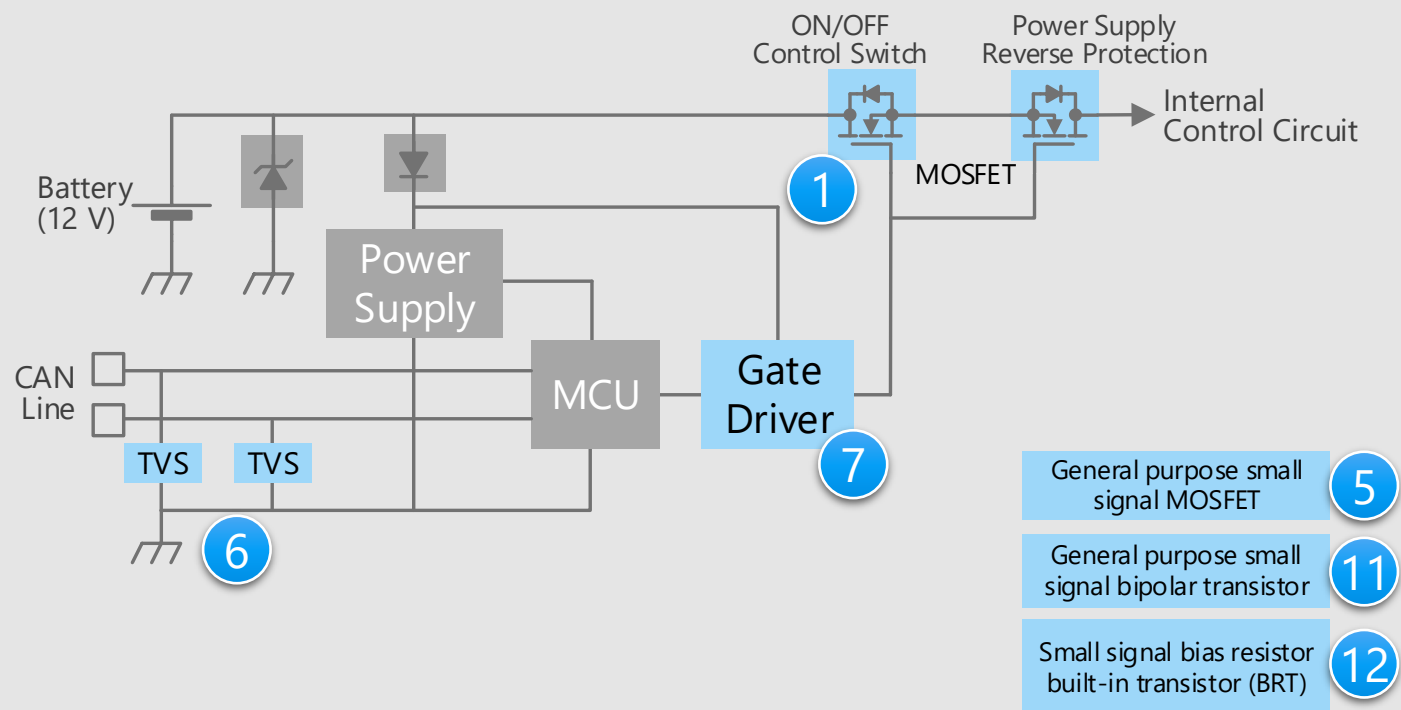 ON/OFF
Control Switch
Power Supply
Reverse Protection
Internal
Control Circuit
MOSFET
1
Battery
(12 V)
Power
Supply
CAN
Line
MCU
Gate
Driver
7
TVS
TVS
6
General purpose small
signal MOSFET
5
General purpose small
signal bipolar transistor
11
Small signal bias resistor
built-in transistor (BRT)
12